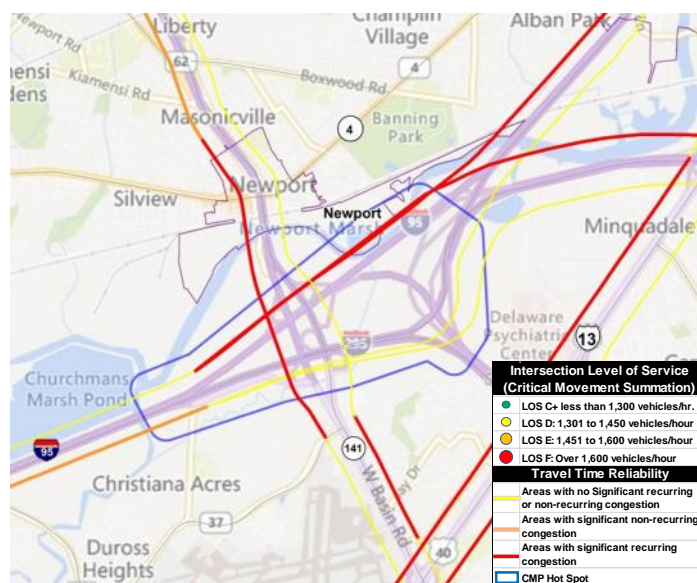 Newport Rd
Liberty
Champlin
Village
Alban Park
62
Boxwood Rd
4
Kiamensi Rd
Masonicville
4
Banning
Park
Silview
Newport
Newport
95
Newport Marsh
Minquadale
Delaware
Psychiatric
Center
13
Churchmans
Marsh Pond
95
141
W Basin Rd
Christiana Acres
37
Duross
Heights
40
Intersection Level of Service
(Critical Movement Summation)
LOS C+ less than 1,300 vehicles/hr.
LOS D: 1,301 to 1,450 vehicles/hour
LOS E: 1,451 to 1,600 vehicles/hour
LOS F: Over 1,600 vehicles/hour
Travel Time Reliability
Areas with no Significant recurring
or non-recurring congestion
Areas with significant non-recurring
congestion
Areas with significant recurring
congestion
CMP Hot Spot